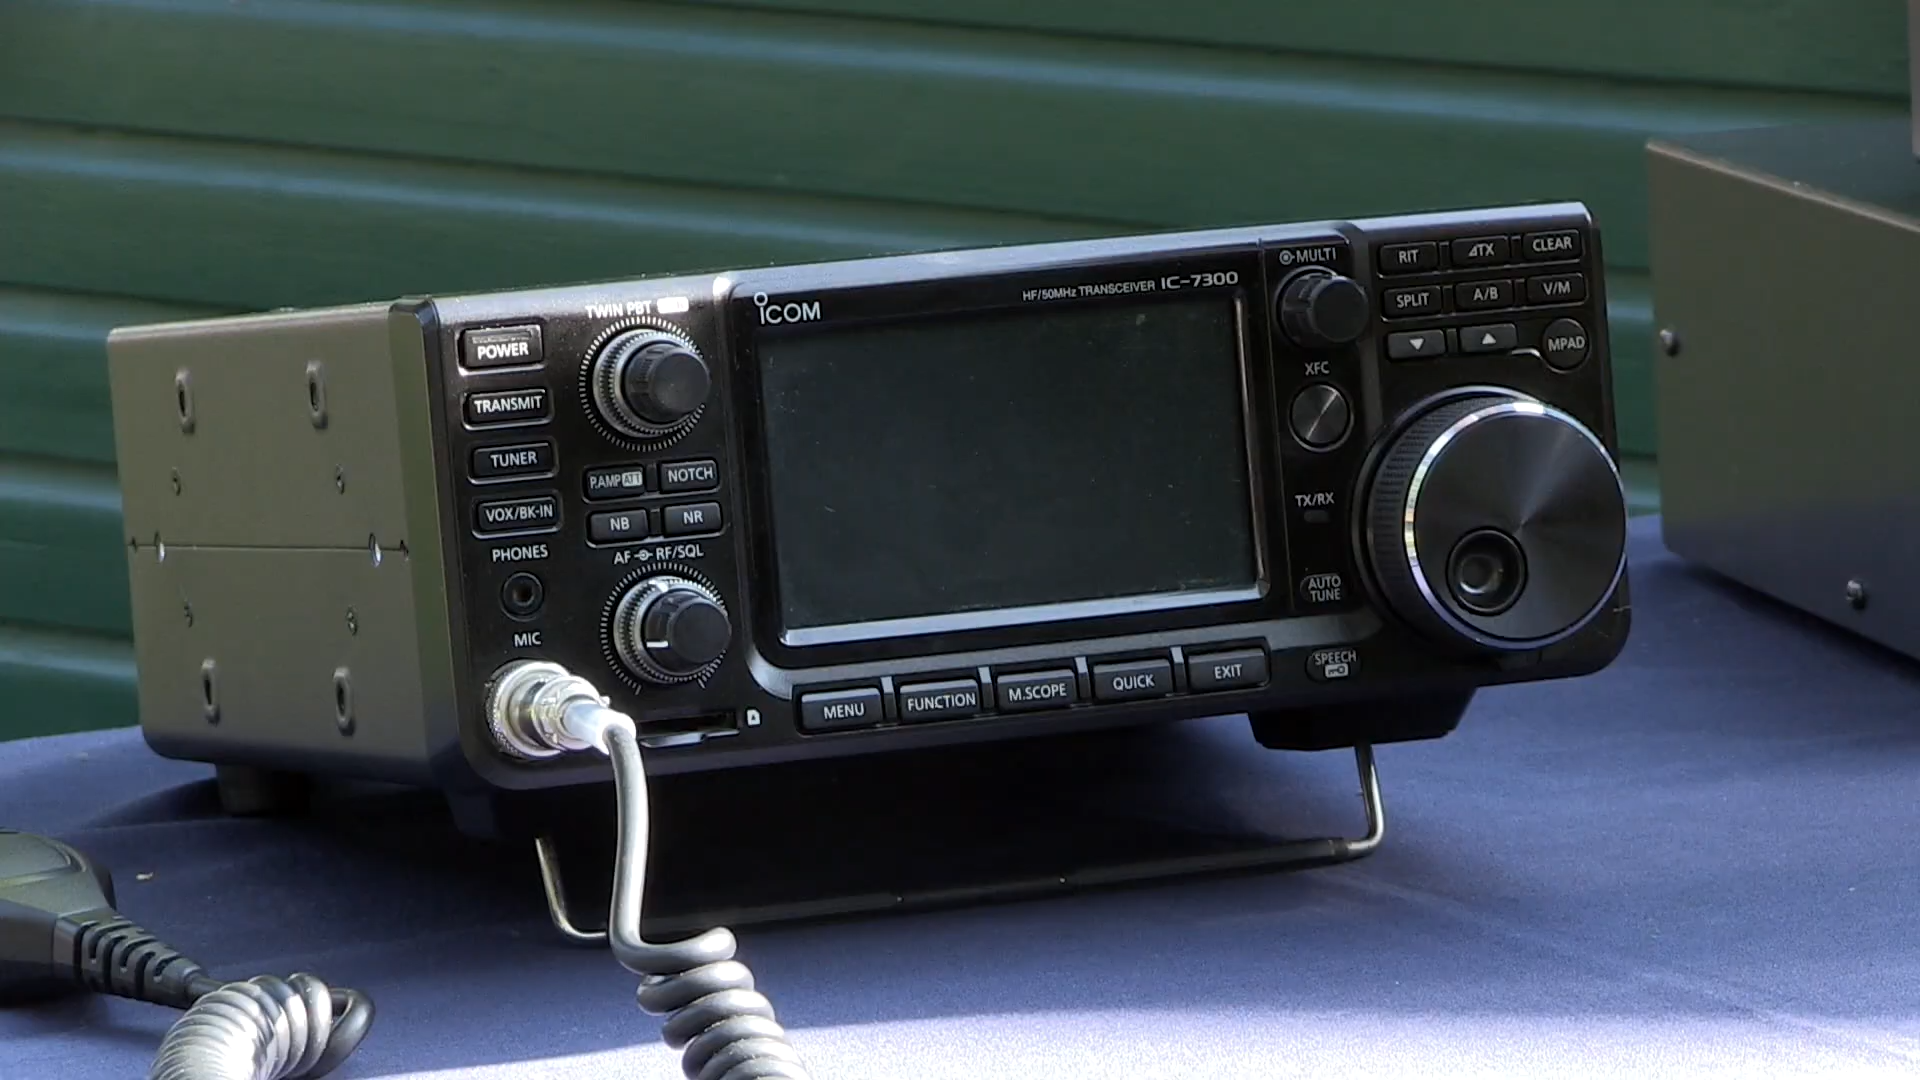 POWER
TRANSMIT
TUNER
VOX/BK-IN
PHONES
MIC
TWIN PBT
P.AMP ATT
NOTCH
NB
NR
AF RF/SQL
ICOM
HF/50MHz TRANSCEIVER IC-7300
MENU
FUNCTION
M.SCOPE
QUICK
EXIT
MULTI
XFC
TX/RX
AUTO
TUNE
SPEECH
RIT
⊿TX
CLEAR
SPLIT
A/B
V/M
MPAD